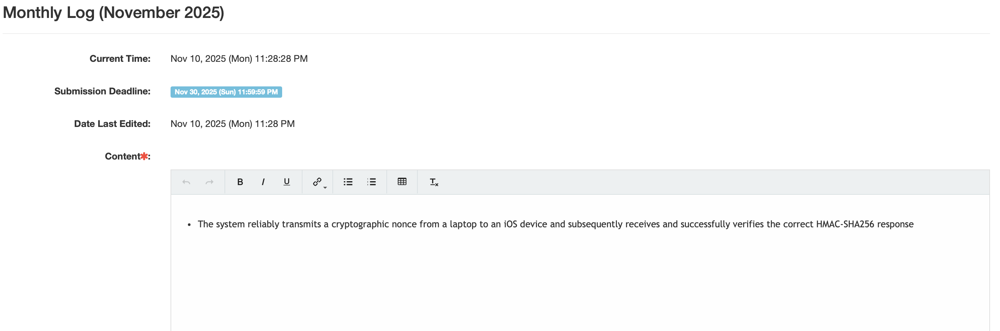 Monthly Log (November 2025)
Current Time: Nov 10, 2025 (Mon) 11:28:28 PM
Submission Deadline: Nov 30, 2025 (Sun) 11:59:59 PM
Date Last Edited: Nov 10, 2025 (Mon) 11:28 PM
Content✱:
B I U
• The system reliably transmits a cryptographic nonce from a laptop to an iOS device and subsequently receives and successfully verifies the correct HMAC-SHA256 response